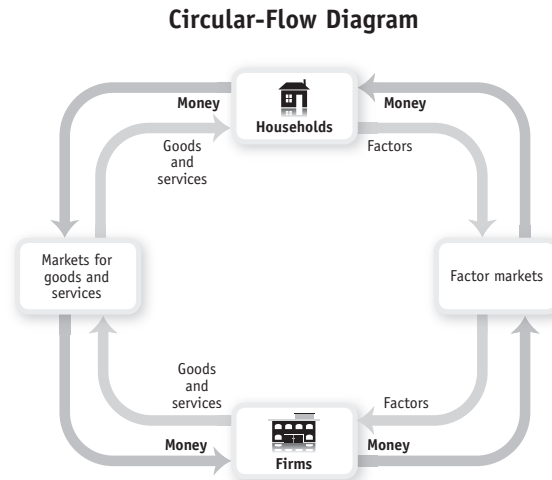 Circular-Flow Diagram
Money
Households
Money
Goods
and
services
Factors
Markets for
goods and
services
Factor markets
Goods
and
services
Factors
Money
Firms
Money